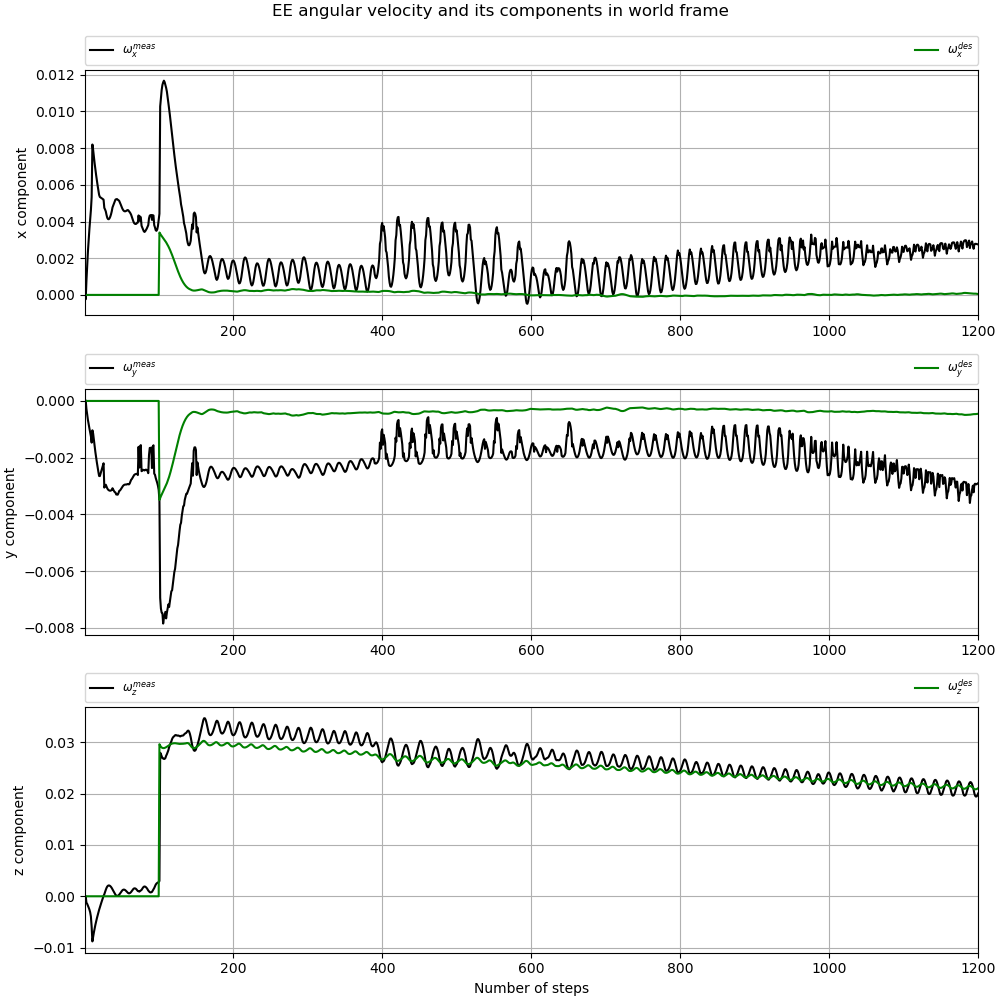 EE angular velocity and its components in world frame
ω_x^meas ω_x^des
0.012
0.010
0.008
0.006
0.004
0.002
0.000
x component
200 400 600 800 1000 1200
ω_y^meas ω_y^des
0.000
−0.002
−0.004
−0.006
−0.008
y component
200 400 600 800 1000 1200
ω_z^meas ω_z^des
0.03
0.02
0.01
0.00
−0.01
z component
200 400 600 800 1000 1200
Number of steps